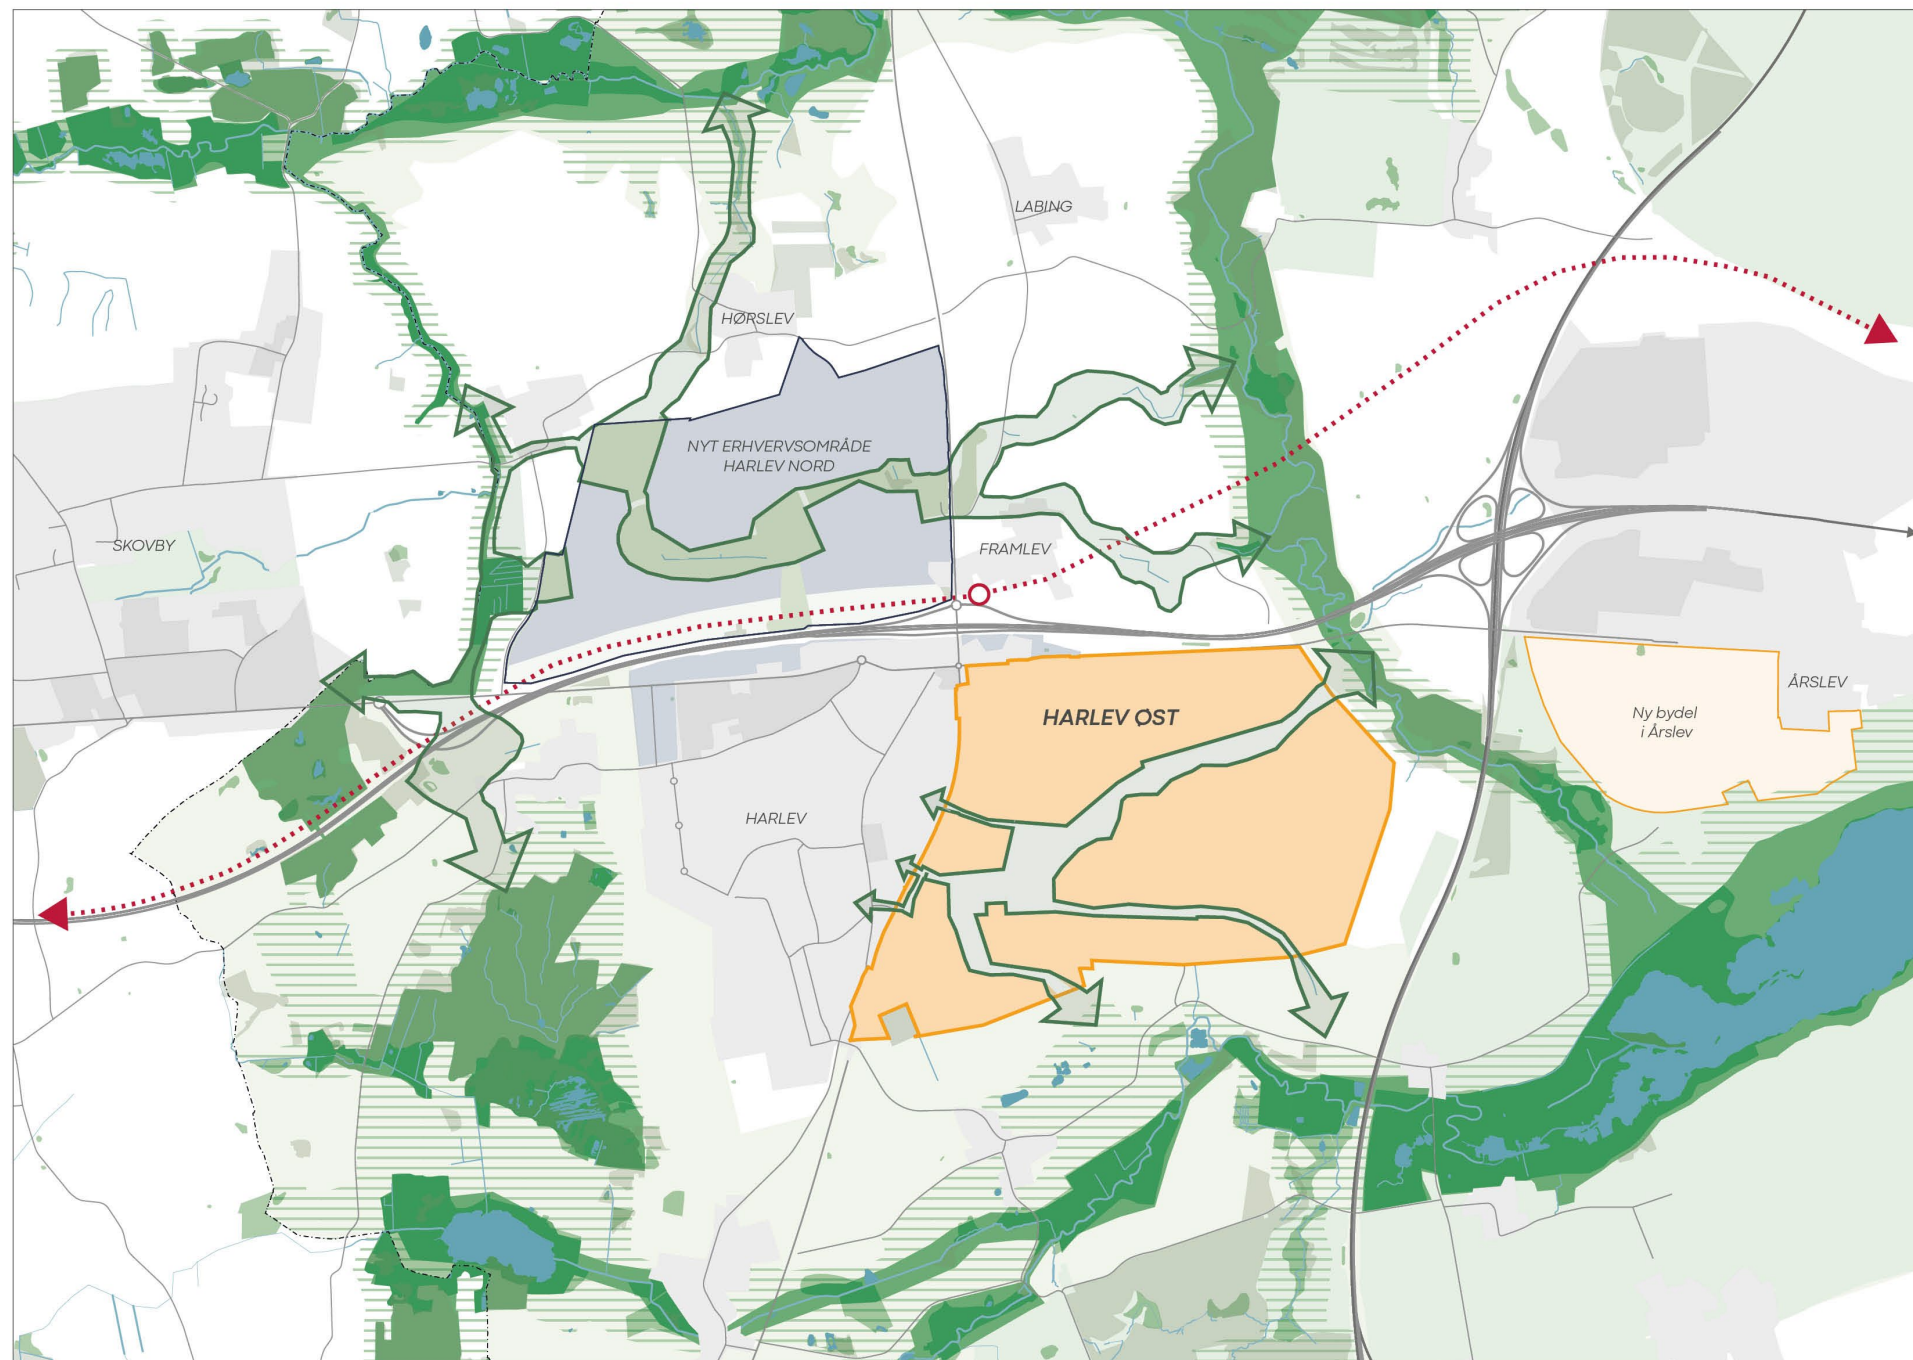 LABING
HØRSLEV
NYT ERHVERVSOMRÅDE
HARLEV NORD
SKOVBY
FRAMLEV
ÅRSLEV
HARLEV ØST
Ny bydel
i Årslev
HARLEV